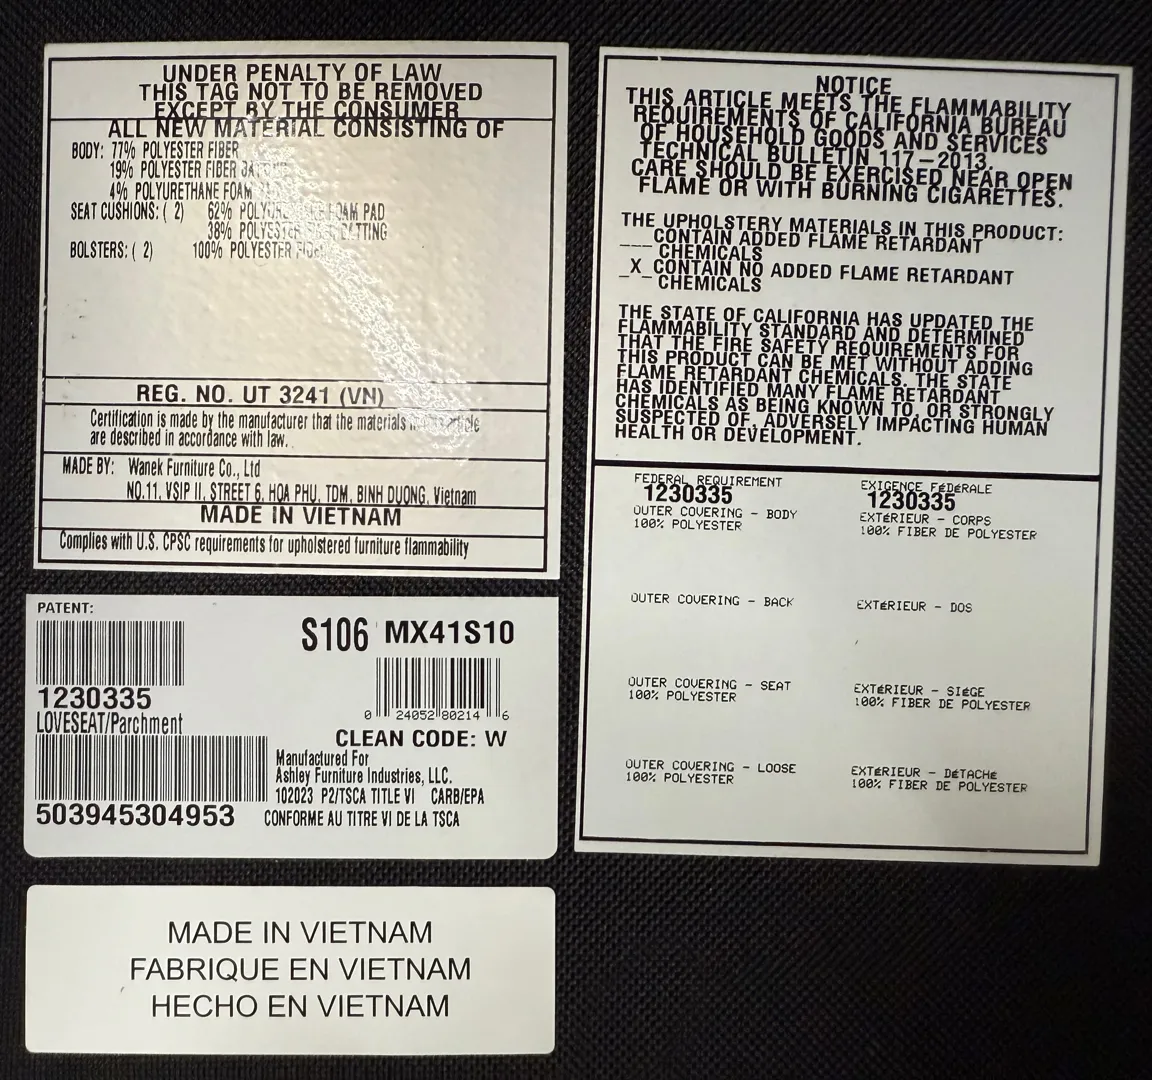 UNDER PENALTY OF LAW
THIS TAG NOT TO BE REMOVED
EXCEPT BY THE CONSUMER
ALL NEW MATERIAL CONSISTING OF
BODY: 77% POLYESTER FIBER
19% POLYESTER FIBER
4% POLYURETHANE FOAM
SEAT CUSHIONS: ( 2) 62% FOAM PAD
38% POLYESTER BATTING
BOLSTERS: ( 2) 100% POLYESTER
REG. NO. UT 3241 (VN)
Certification is made by the manufacturer that the materials
are described in accordance with law.
MADE BY: Wanek Furniture Co., Ltd
NO.11, VSIP II, STREET 6, HOA PHU, TDM, BINH DUONG, Vietnam
MADE IN VIETNAM
Complies with U.S. CPSC requirements for upholstered furniture flammability
PATENT:
S106 MX41S10
1230335
LOVESEAT/Parchment
0 24052 80214 6
CLEAN CODE: W
Manufactured For
Ashley Furniture Industries, LLC.
102023 P2/TSCA TITLE VI CARB/EPA
503945304953 CONFORME AU TITRE VI DE LA TSCA
MADE IN VIETNAM
FABRIQUE EN VIETNAM
HECHO EN VIETNAM
NOTICE
THIS ARTICLE MEETS THE FLAMMABILITY
REQUIREMENTS OF CALIFORNIA BUREAU
OF HOUSEHOLD GOODS AND SERVICES
TECHNICAL BULLETIN 117-2013.
CARE SHOULD BE EXERCISED NEAR OPEN
FLAME OR WITH BURNING CIGARETTES.
THE UPHOLSTERY MATERIALS IN THIS PRODUCT:
___CONTAIN ADDED FLAME RETARDANT
CHEMICALS
_X_CONTAIN NO ADDED FLAME RETARDANT
CHEMICALS
THE STATE OF CALIFORNIA HAS UPDATED THE
FLAMMABILITY STANDARD AND DETERMINED
THAT THE FIRE SAFETY REQUIREMENTS FOR
THIS PRODUCT CAN BE MET WITHOUT ADDING
FLAME RETARDANT CHEMICALS. THE STATE
HAS IDENTIFIED MANY FLAME RETARDANT
CHEMICALS AS BEING KNOWN TO, OR STRONGLY
SUSPECTED OF, ADVERSELY IMPACTING HUMAN
HEALTH OR DEVELOPMENT.
FEDERAL REQUIREMENT EXIGENCE FéDéRALE
1230335 1230335
OUTER COVERING - BODY EXTéRIEUR - CORPS
100% POLYESTER 100% FIBER DE POLYESTER
OUTER COVERING - BACK EXTéRIEUR - DOS
OUTER COVERING - SEAT EXTéRIEUR - SIéGE
100% POLYESTER 100% FIBER DE POLYESTER
OUTER COVERING - LOOSE EXTéRIEUR - DéTACHé
100% POLYESTER 100% FIBER DE POLYESTER